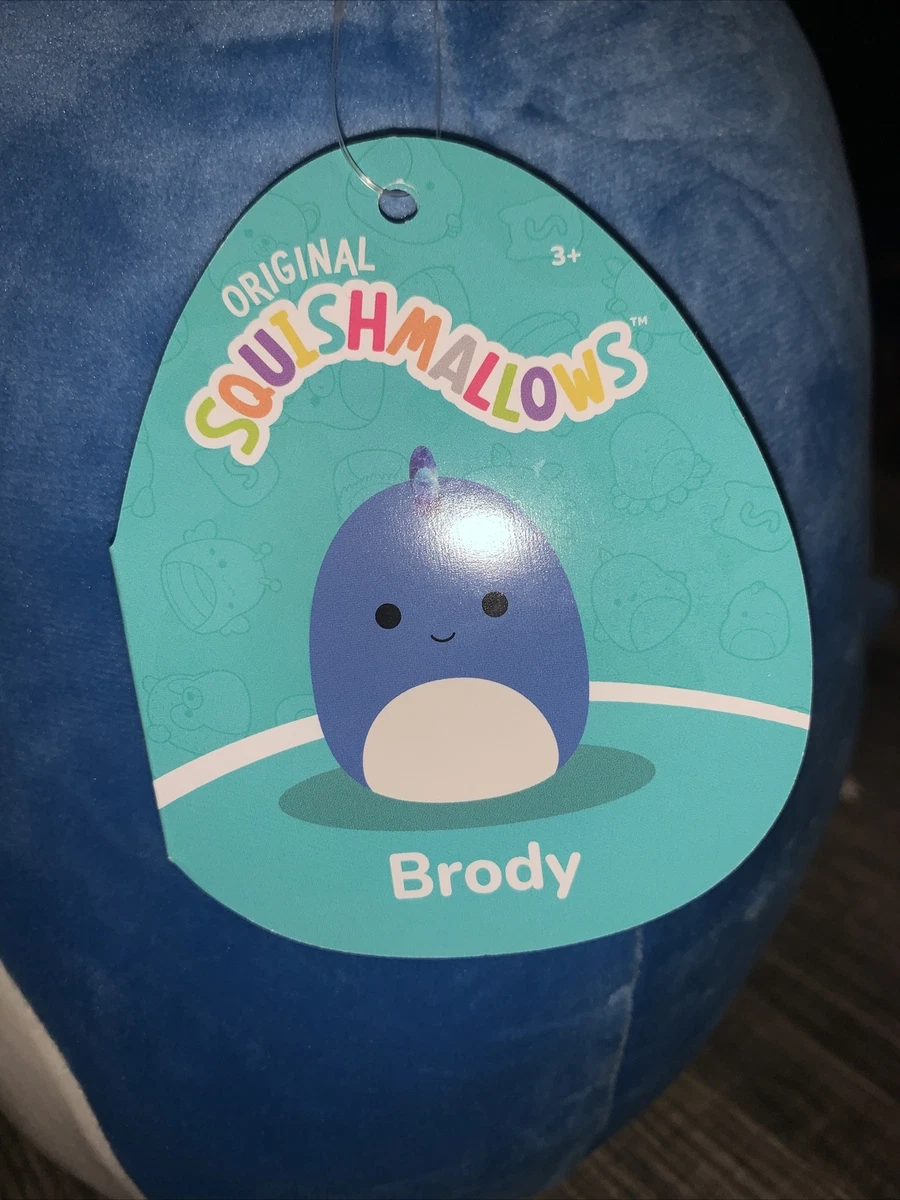 ORIGINAL
3+
SQUISHMALLOWS™
Brody